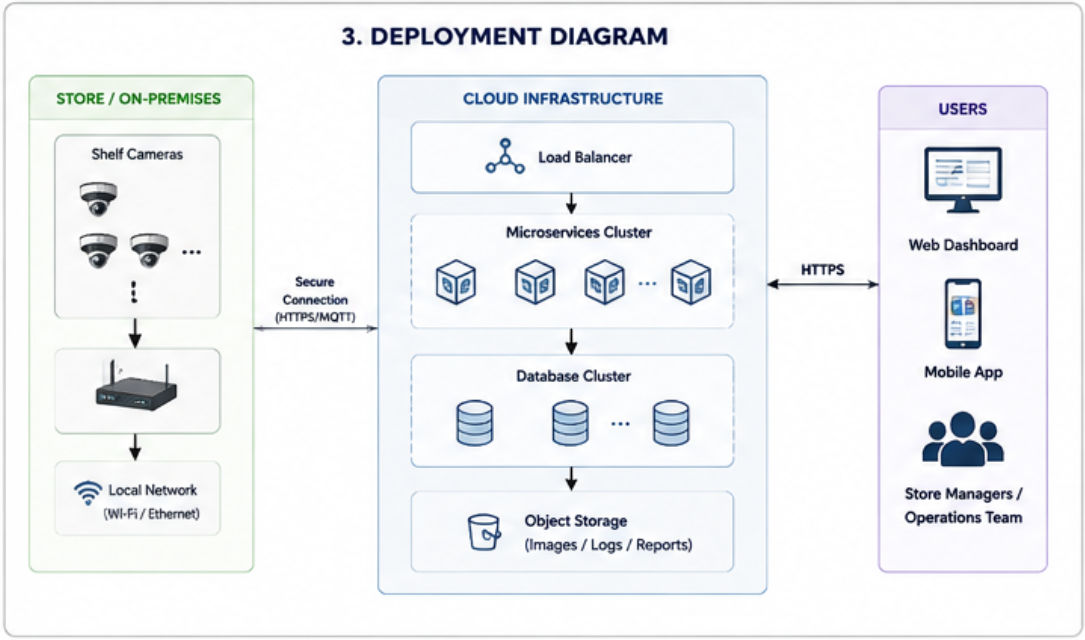 3. DEPLOYMENT DIAGRAM
STORE / ON-PREMISES
Shelf Cameras
...
Local Network
(Wi-Fi / Ethernet)
Secure
Connection
(HTTPS/MQTT)
CLOUD INFRASTRUCTURE
Load Balancer
Microservices Cluster
...
Database Cluster
...
Object Storage
(Images / Logs / Reports)
HTTPS
USERS
Web Dashboard
Mobile App
Store Managers /
Operations Team